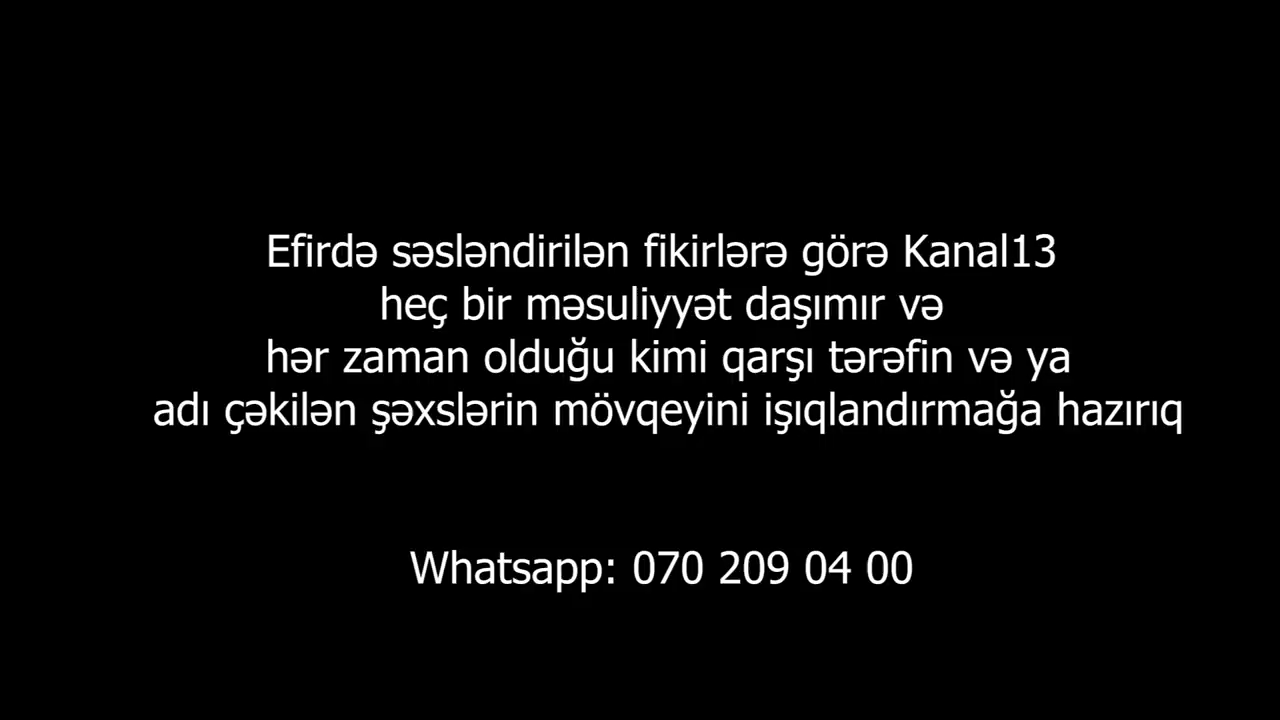 Efirdə səsləndirilən fikirlərə görə Kanal13
heç bir məsuliyyət daşımır və
hər zaman olduğu kimi qarşı tərəfin və ya
adı çəkilən şəxslərin mövqeyini işıqlandırmağa hazırıq
Whatsapp: 070 209 04 00